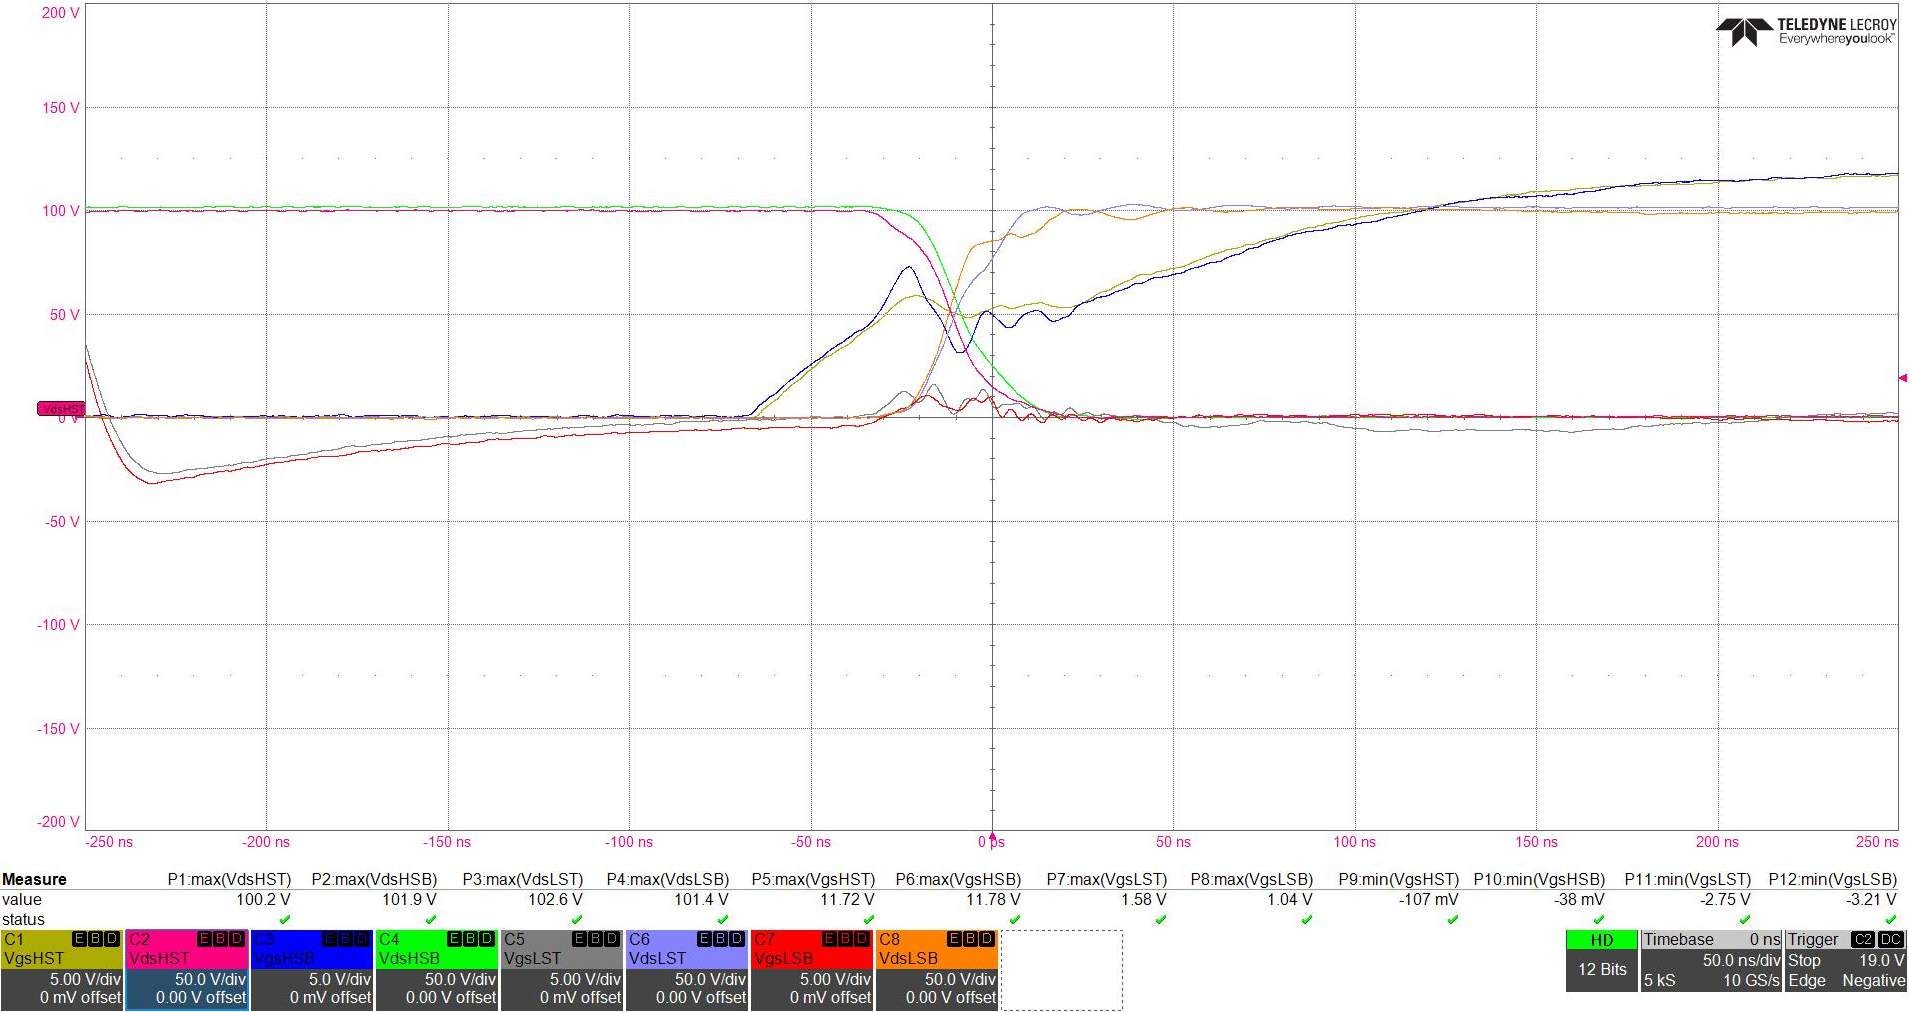 200 V
TELEDYNE LECROY
Everywhereyoulook™
150 V
100 V
50 V
VdsHST
0 V
-50 V
-100 V
-150 V
-200 V
-250 ns -200 ns -150 ns -100 ns -50 ns 0 ns 50 ns 100 ns 150 ns 200 ns 250 ns
Measure P1:max(VdsHST) P2:max(VdsHSB) P3:max(VdsLST) P4:max(VdsLSB) P5:max(VgsHST) P6:max(VgsHSB) P7:max(VgsLST) P8:max(VgsLSB) P9:min(VgsHST) P10:min(VgsHSB) P11:min(VgsLST) P12:min(VgsLSB)
value 100.2 V 101.9 V 102.6 V 101.4 V 11.72 V 11.78 V 1.58 V 1.04 V -107 mV -38 mV -2.75 V -3.21 V
status
C1 E B D C2 E B D C3 E B D C4 E B D C5 E B D C6 E B D C7 E B D C8 E B D HD Timebase 0 ns Trigger C2 DC
VgsHST VdsHST VgsHSB VdsHSB VgsLST VdsLST VgsLSB VdsLSB 50.0 ns/div Stop 19.0 V
5.00 V/div 50.0 V/div 5.0 V/div 50.0 V/div 5.00 V/div 50.0 V/div 5.00 V/div 50.0 V/div 12 Bits 5 kS 10 GS/s Edge Negative
0 mV offset 0.00 V offset 0 mV offset 0.00 V offset 0 mV offset 0.00 V offset 0 mV offset 0.00 V offset